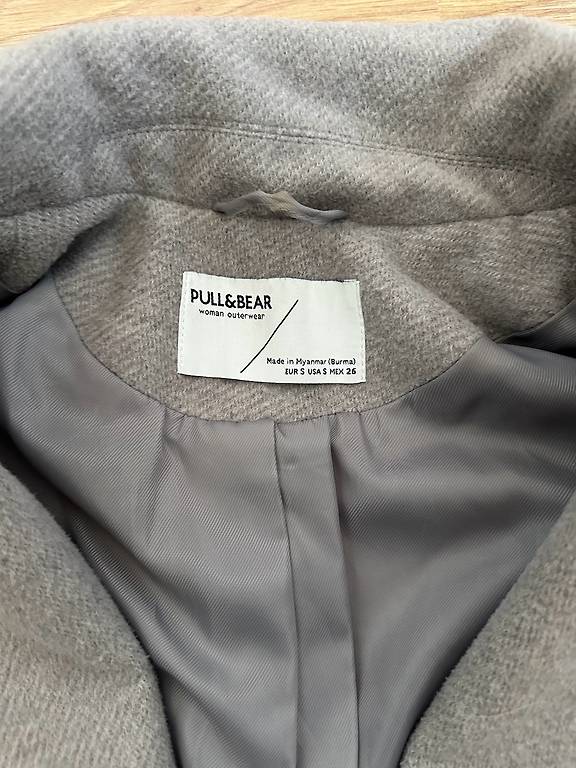 PULL&BEAR
woman outerwear
Made in Myanmar (Burma)
EUR S USA S MEX 26